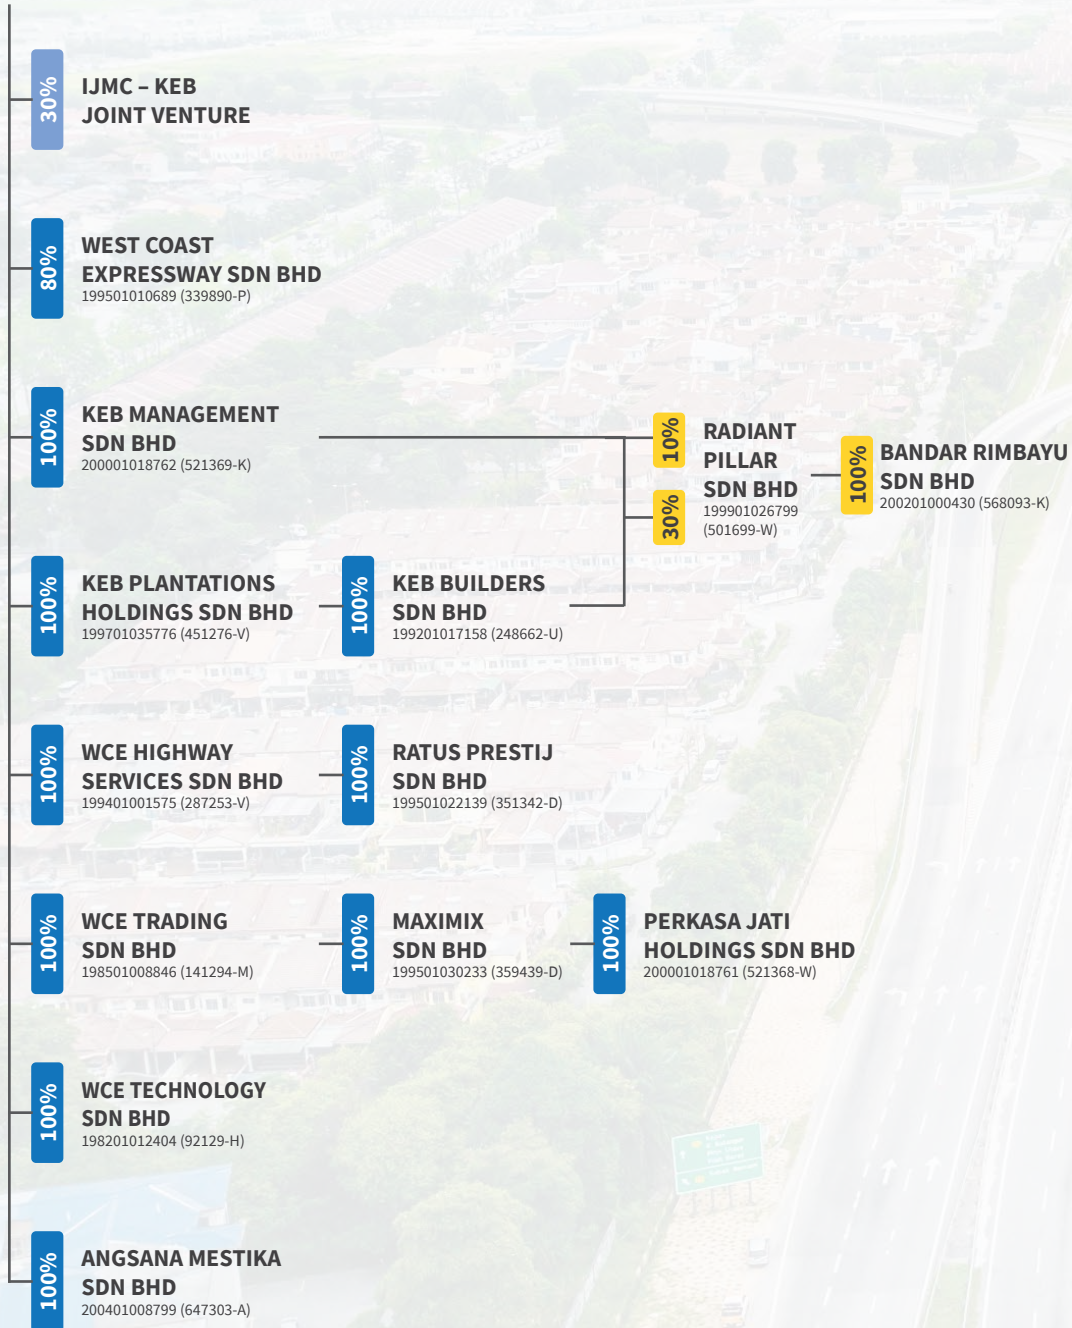 30%
IJMC – KEB
JOINT VENTURE
80%
WEST COAST
EXPRESSWAY SDN BHD
199501010689 (339890-P)
100%
KEB MANAGEMENT
SDN BHD
200001018762 (521369-K)
10%
30%
RADIANT
PILLAR
SDN BHD
199901026799
(501699-W)
100%
BANDAR RIMBAYU
SDN BHD
200201000430 (568093-K)
100%
KEB PLANTATIONS
HOLDINGS SDN BHD
199701035776 (451276-V)
100%
KEB BUILDERS
SDN BHD
199201017158 (248662-U)
100%
WCE HIGHWAY
SERVICES SDN BHD
199401001575 (287253-V)
100%
RATUS PRESTIJ
SDN BHD
199501022139 (351342-D)
100%
WCE TRADING
SDN BHD
198501008846 (141294-M)
100%
MAXIMIX
SDN BHD
199501030233 (359439-D)
100%
PERKASA JATI
HOLDINGS SDN BHD
200001018761 (521368-W)
100%
WCE TECHNOLOGY
SDN BHD
198201012404 (92129-H)
100%
ANGSANA MESTIKA
SDN BHD
200401008799 (647303-A)